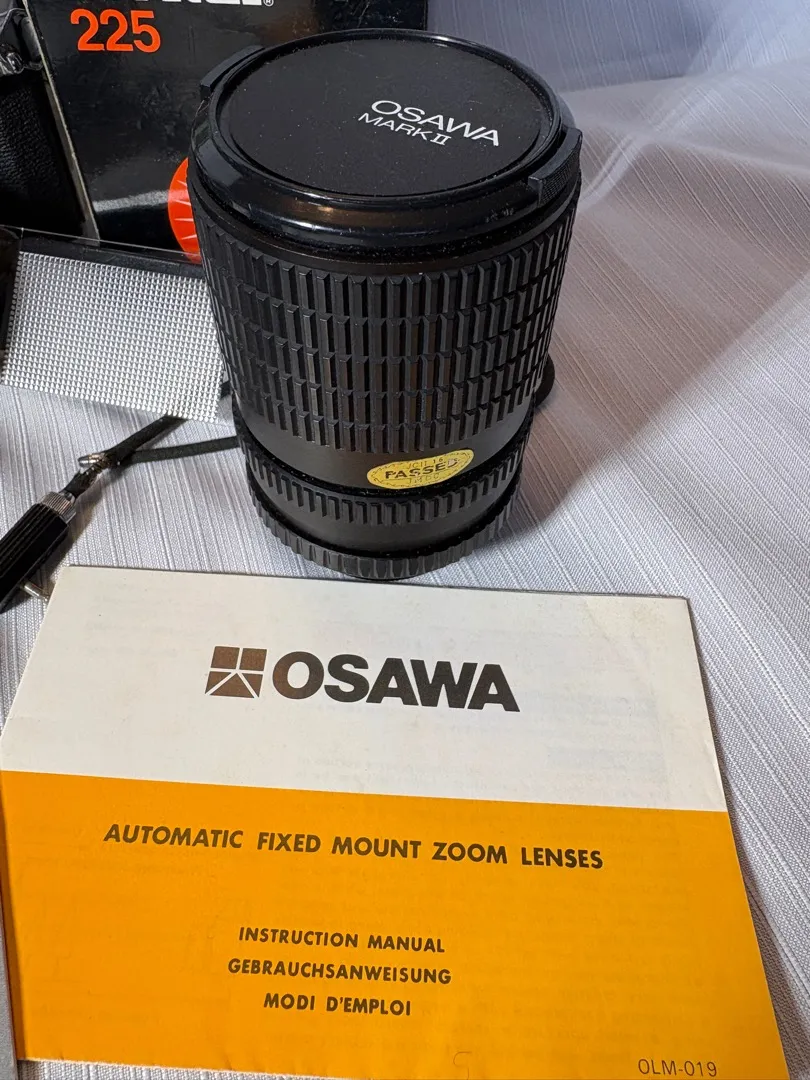 225
OSAWA
MARK II
PASSED
OSAWA
AUTOMATIC FIXED MOUNT ZOOM LENSES
INSTRUCTION MANUAL
GEBRAUCHSANWEISUNG
MODI D'EMPLOI
OLM-019